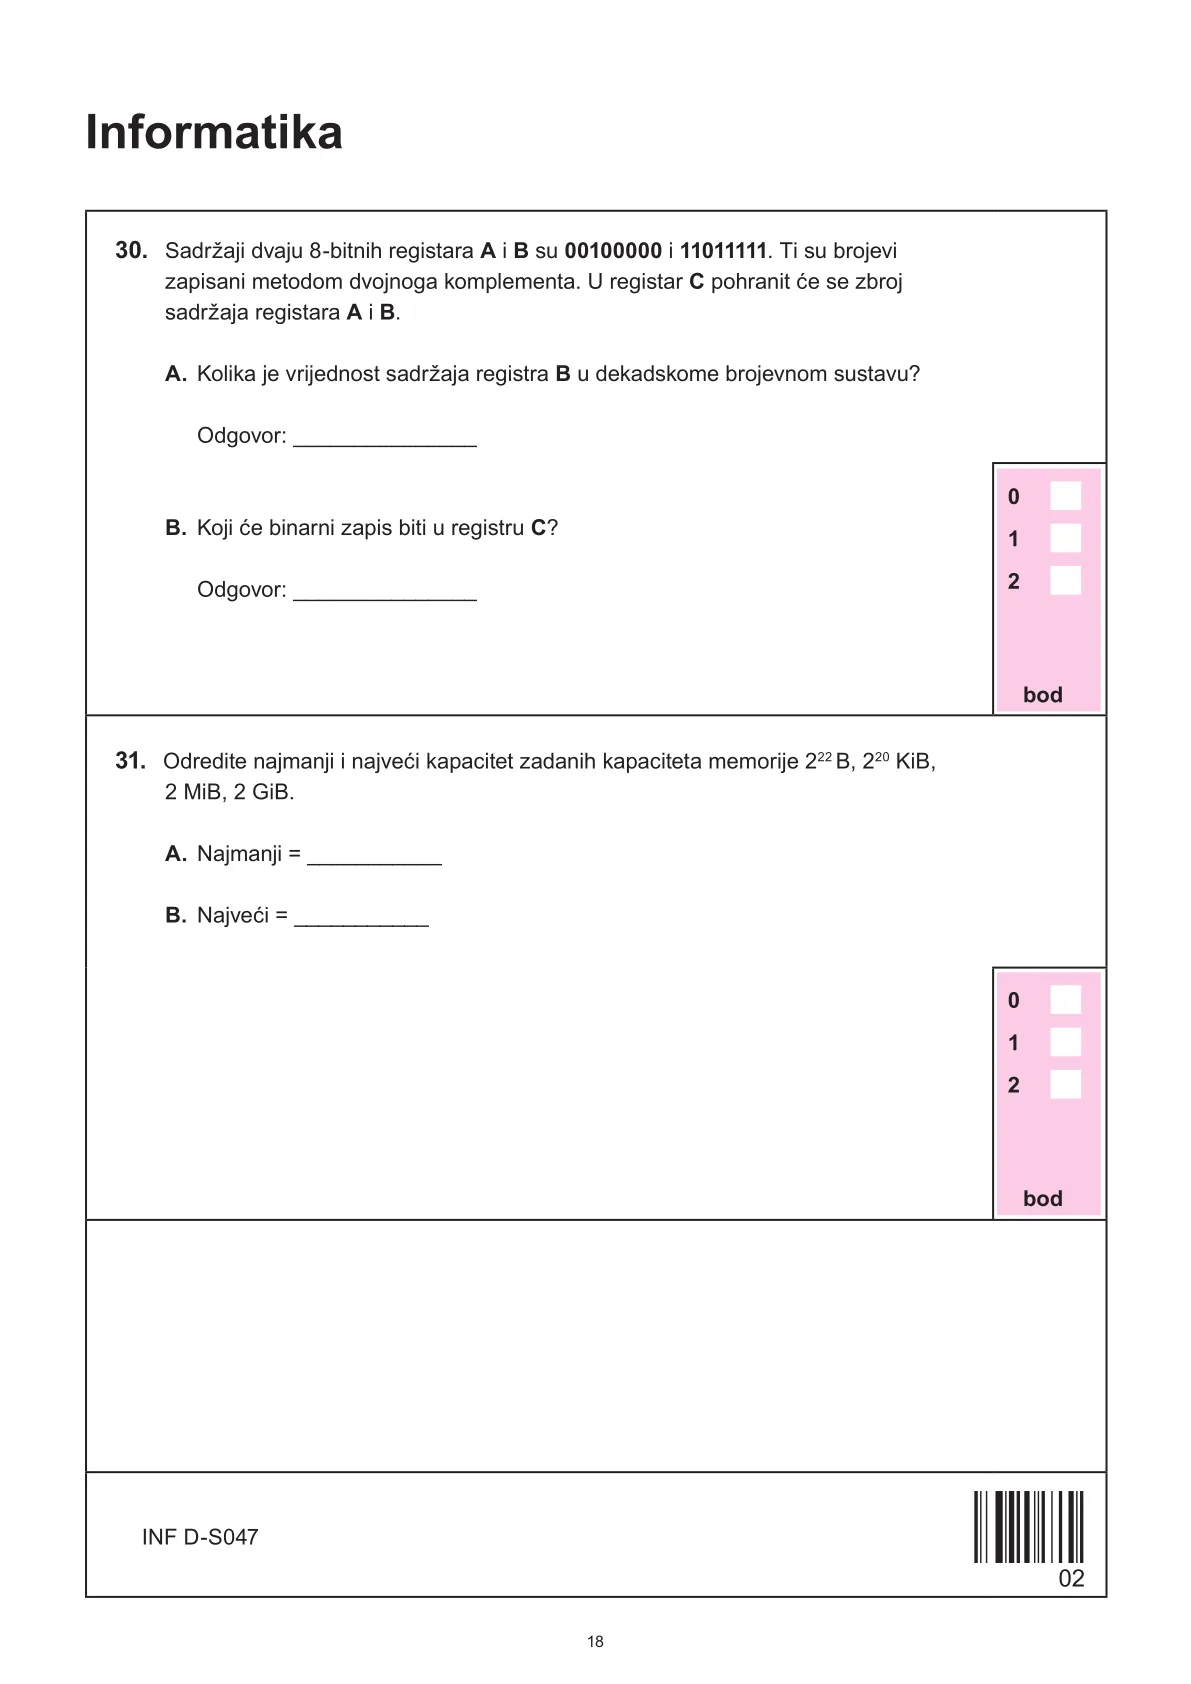 Informatika
30. Sadržaji dvaju 8-bitnih registara A i B su 00100000 i 11011111. Ti su brojevi
zapisani metodom dvojnoga komplementa. U registar C pohranit će se zbroj
sadržaja registara A i B.
A. Kolika je vrijednost sadržaja registra B u dekadskome brojevnom sustavu?
Odgovor: _______________
B. Koji će binarni zapis biti u registru C?
Odgovor: _______________
0
1
2
bod
31. Odredite najmanji i najveći kapacitet zadanih kapaciteta memorije 2²² B, 2²⁰ KiB,
2 MiB, 2 GiB.
A. Najmanji = ___________
B. Najveći = ___________
0
1
2
bod
INF D-S047
02
18